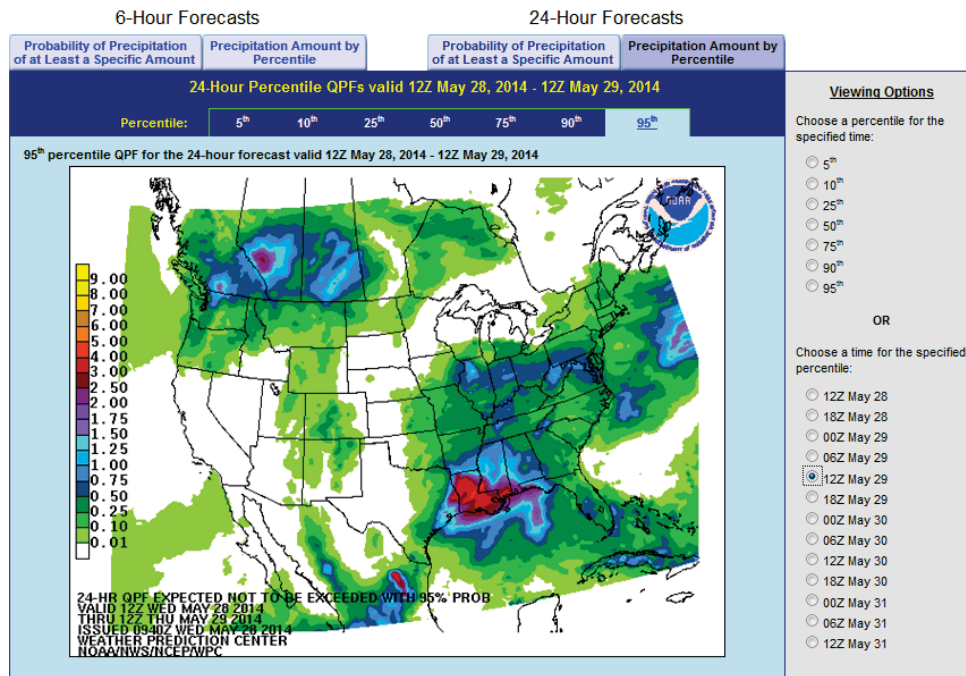 6-Hour Forecasts
24-Hour Forecasts
Probability of Precipitation
of at Least a Specific Amount
Precipitation Amount by
Percentile
Probability of Precipitation
of at Least a Specific Amount
Precipitation Amount by
Percentile
24-Hour Percentile QPFs valid 12Z May 28, 2014 - 12Z May 29, 2014
Percentile: 5th 10th 25th 50th 75th 90th 95th
95th percentile QPF for the 24-hour forecast valid 12Z May 28, 2014 - 12Z May 29, 2014
NOAA
9.00
8.00
7.00
6.00
5.00
4.00
3.00
2.50
2.00
1.75
1.50
1.25
1.00
0.75
0.50
0.25
0.10
0.01
24-HR QPF EXPECTED NOT TO BE EXCEEDED WITH 95% PROB
VALID 12Z WED MAY 28 2014
THRU 12Z THU MAY 29 2014
ISSUED 0940Z WED MAY 28 2014
WEATHER PREDICTION CENTER
NOAA/NWS/NCEP/WPC
Viewing Options
Choose a percentile for the
specified time:
5th
10th
25th
50th
75th
90th
95th
OR
Choose a time for the specified
percentile:
12Z May 28
18Z May 28
00Z May 29
06Z May 29
12Z May 29
18Z May 29
00Z May 30
06Z May 30
12Z May 30
18Z May 30
00Z May 31
06Z May 31
12Z May 31